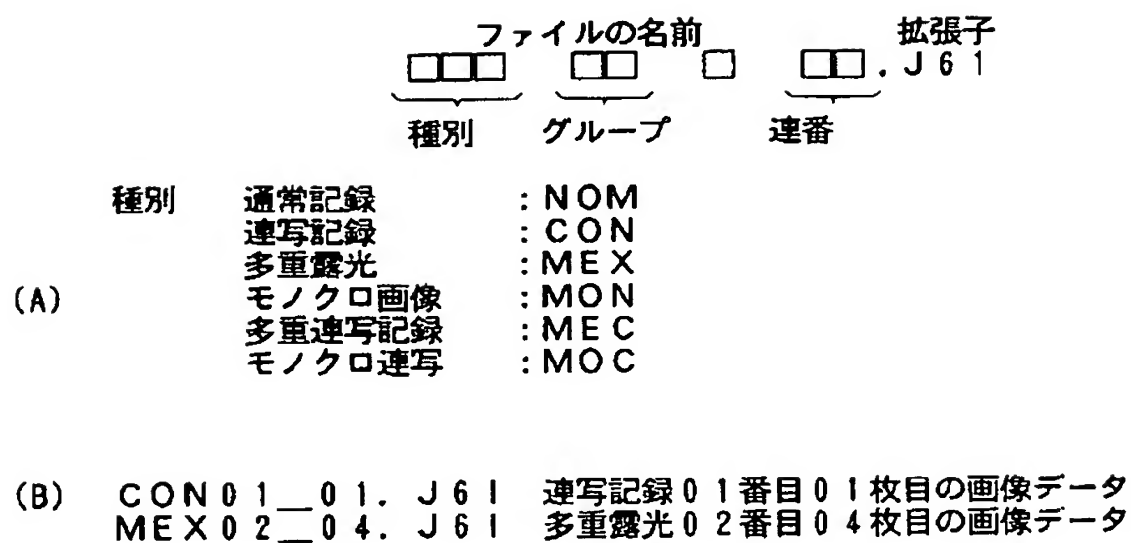 ファイルの名前 拡張子
□□□ □□ □ □□.J61
種別 グループ 連番
種別 通常記録 :NOM
連写記録 :CON
多重露光 :MEX
(A) モノクロ画像 :MON
多重連写記録 :MEC
モノクロ連写 :MOC
(B) CON01_01.J61 連写記録01番目01枚目の画像データ
MEX02_04.J61 多重露光02番目04枚目の画像データ